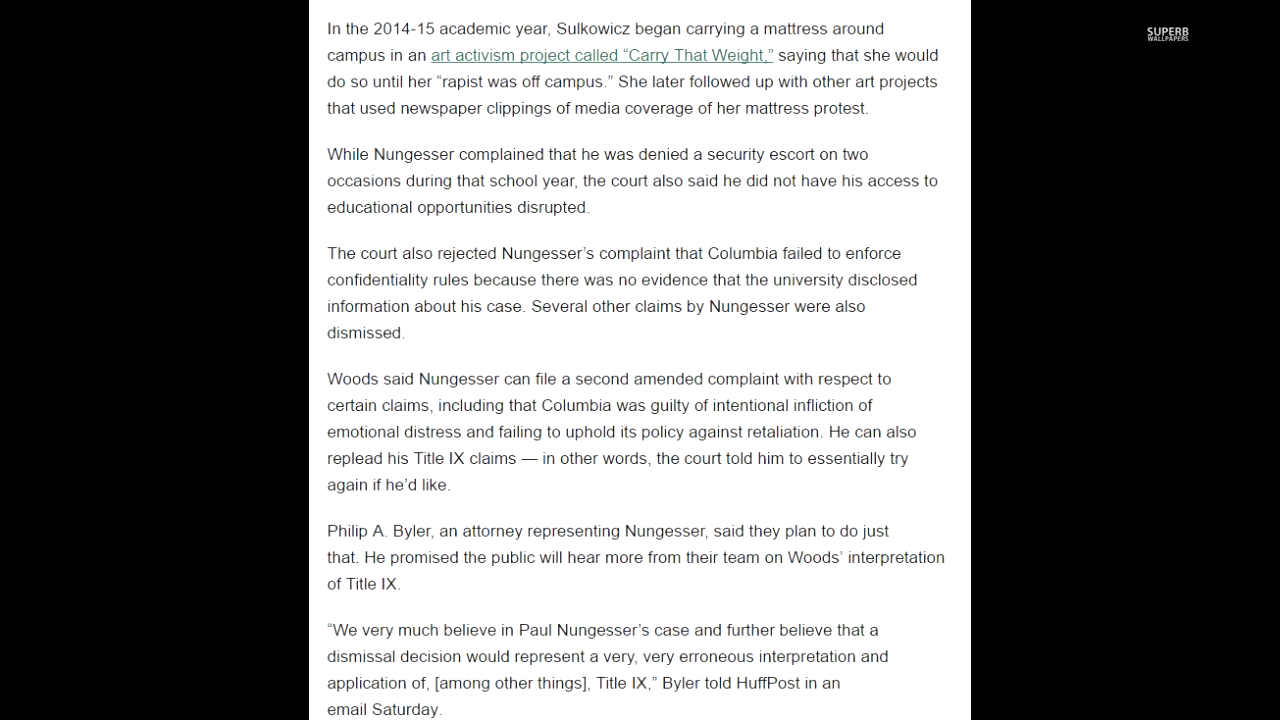 In the 2014-15 academic year, Sulkowicz began carrying a mattress around
campus in an art activism project called “Carry That Weight,” saying that she would
do so until her “rapist was off campus.” She later followed up with other art projects
that used newspaper clippings of media coverage of her mattress protest.
While Nungesser complained that he was denied a security escort on two
occasions during that school year, the court also said he did not have his access to
educational opportunities disrupted.
The court also rejected Nungesser’s complaint that Columbia failed to enforce
confidentiality rules because there was no evidence that the university disclosed
information about his case. Several other claims by Nungesser were also
dismissed.
Woods said Nungesser can file a second amended complaint with respect to
certain claims, including that Columbia was guilty of intentional infliction of
emotional distress and failing to uphold its policy against retaliation. He can also
replead his Title IX claims — in other words, the court told him to essentially try
again if he’d like.
Philip A. Byler, an attorney representing Nungesser, said they plan to do just
that. He promised the public will hear more from their team on Woods’ interpretation
of Title IX.
“We very much believe in Paul Nungesser’s case and further believe that a
dismissal decision would represent a very, very erroneous interpretation and
application of, [among other things], Title IX,” Byler told HuffPost in an
email Saturday.
SUPERB
WALLPAPERS